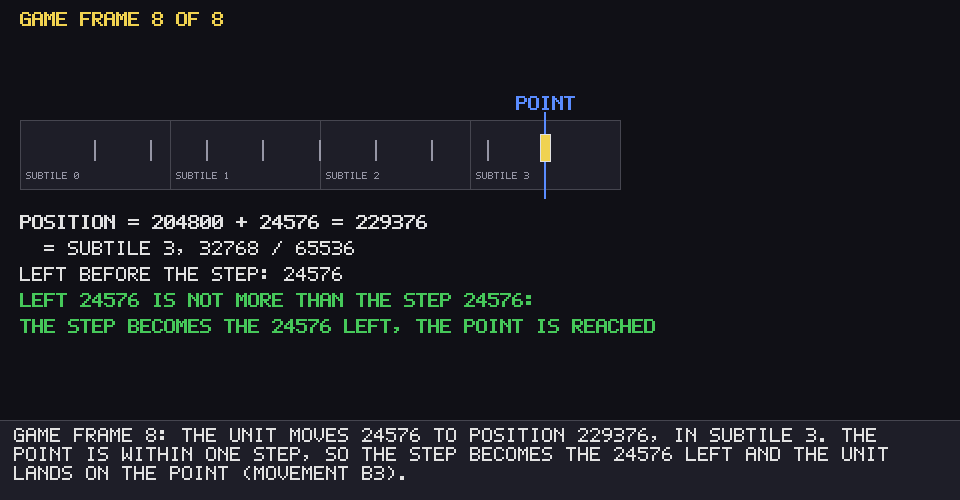 GAME FRAME 8 OF 8
POINT
SUBTILE 0 SUBTILE 1 SUBTILE 2 SUBTILE 3
POSITION = 204800 + 24576 = 229376
= SUBTILE 3, 32768 / 65536
LEFT BEFORE THE STEP: 24576
LEFT 24576 IS NOT MORE THAN THE STEP 24576:
THE STEP BECOMES THE 24576 LEFT, THE POINT IS REACHED
GAME FRAME 8: THE UNIT MOVES 24576 TO POSITION 229376, IN SUBTILE 3. THE
POINT IS WITHIN ONE STEP, SO THE STEP BECOMES THE 24576 LEFT AND THE UNIT
LANDS ON THE POINT (MOVEMENT B3).